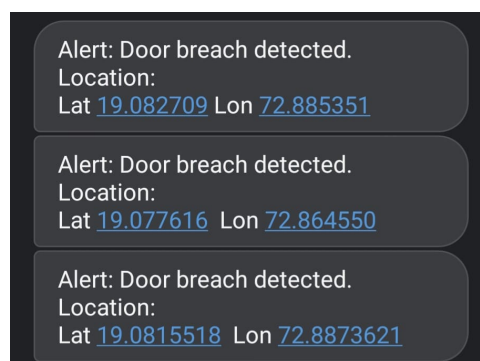 Alert: Door breach detected.
Location:
Lat 19.082709 Lon 72.885351
Alert: Door breach detected.
Location:
Lat 19.077616  Lon 72.864550
Alert: Door breach detected.
Location:
Lat 19.0815518  Lon 72.8873621